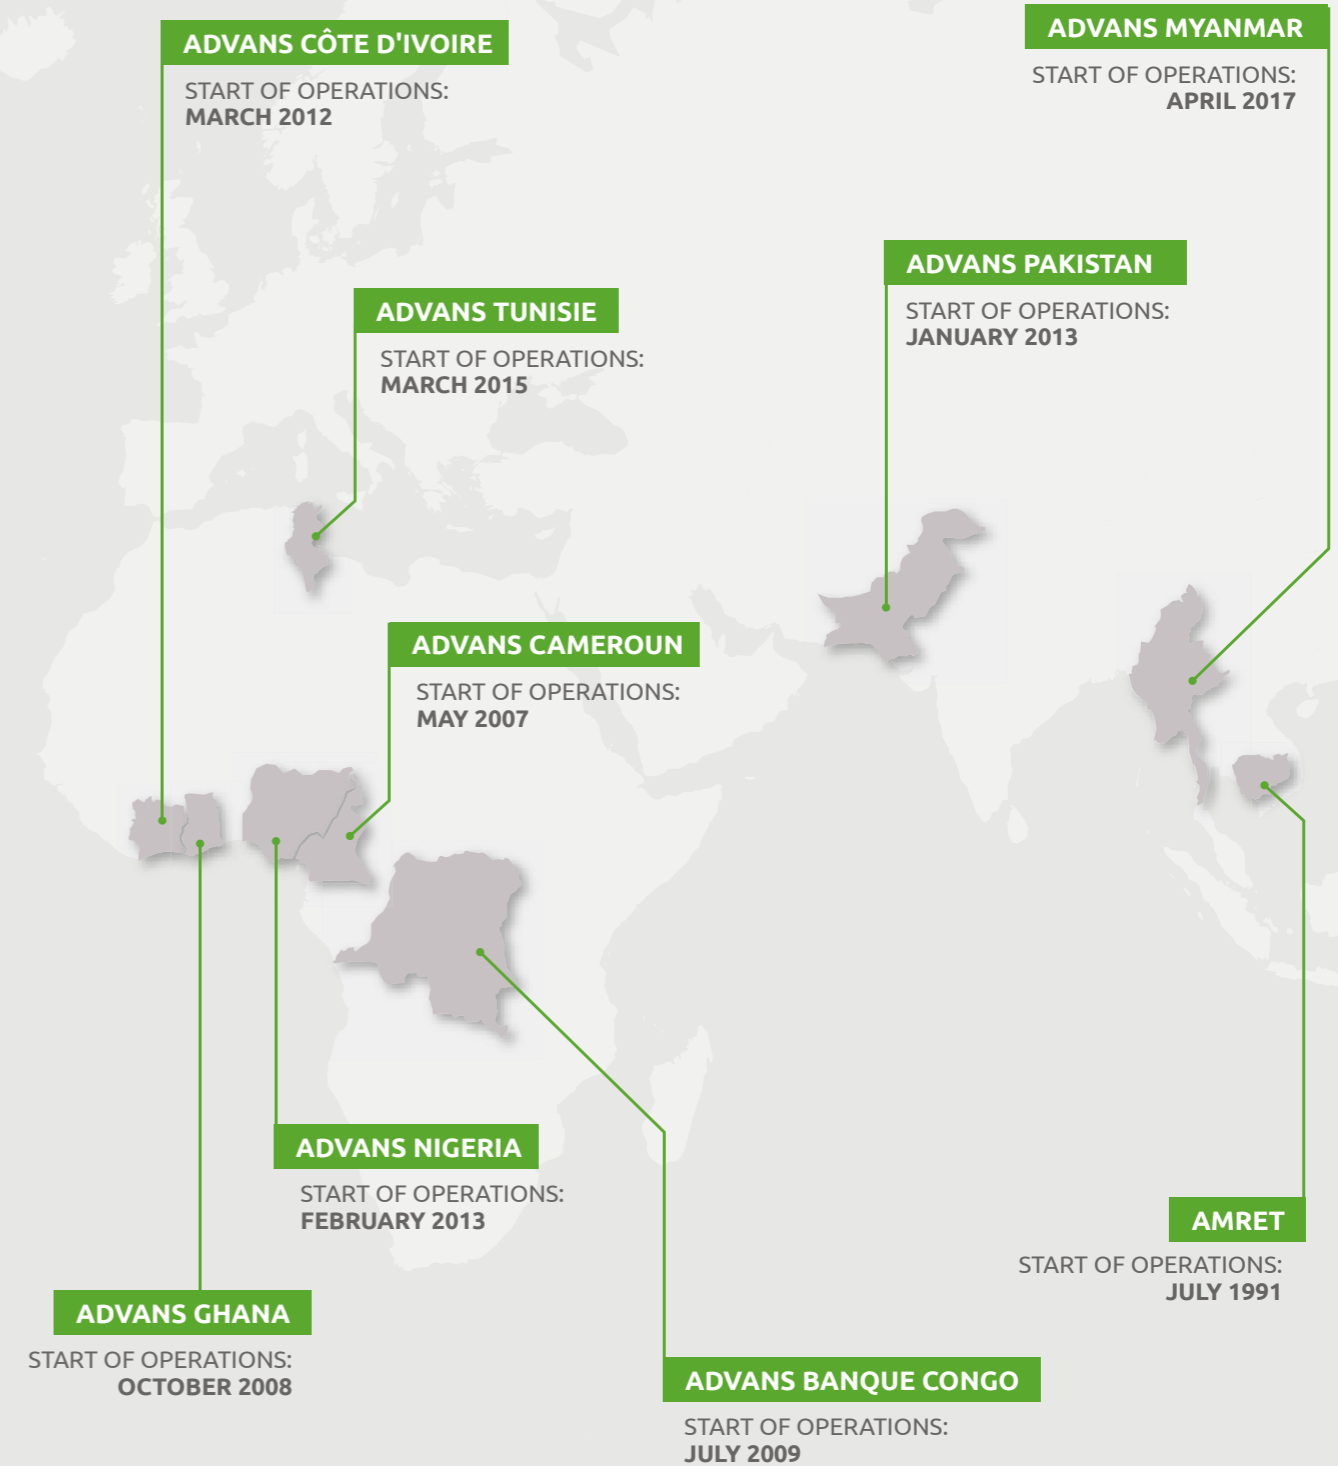 ADVANS CÔTE D'IVOIRE
START OF OPERATIONS:
MARCH 2012
ADVANS MYANMAR
START OF OPERATIONS:
APRIL 2017
ADVANS PAKISTAN
START OF OPERATIONS:
JANUARY 2013
ADVANS TUNISIE
START OF OPERATIONS:
MARCH 2015
ADVANS CAMEROUN
START OF OPERATIONS:
MAY 2007
ADVANS NIGERIA
START OF OPERATIONS:
FEBRUARY 2013
AMRET
START OF OPERATIONS:
JULY 1991
ADVANS GHANA
START OF OPERATIONS:
OCTOBER 2008
ADVANS BANQUE CONGO
START OF OPERATIONS:
JULY 2009